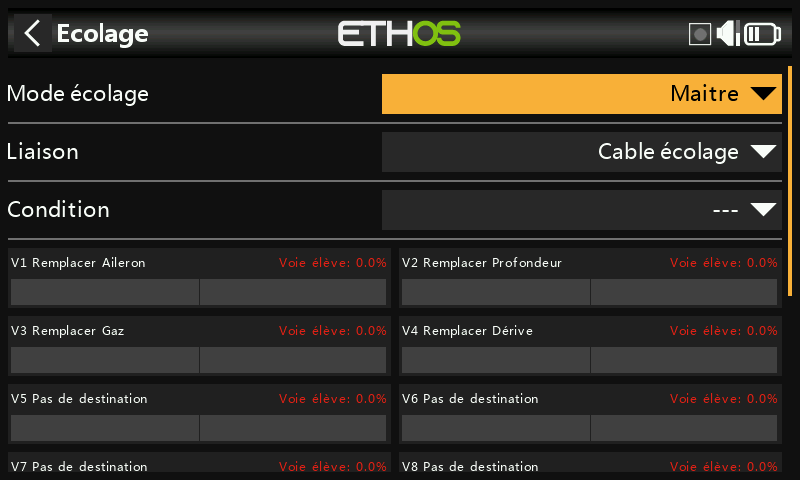 Ecolage
ETHOS
Mode écolage
Maitre
Liaison
Cable écolage
Condition
---
V1 Remplacer Aileron
Voie élève: 0.0%
V2 Remplacer Profondeur
Voie élève: 0.0%
V3 Remplacer Gaz
Voie élève: 0.0%
V4 Remplacer Dérive
Voie élève: 0.0%
V5 Pas de destination
Voie élève: 0.0%
V6 Pas de destination
Voie élève: 0.0%
V7 Pas de destination
Voie élève: 0.0%
V8 Pas de destination
Voie élève: 0.0%